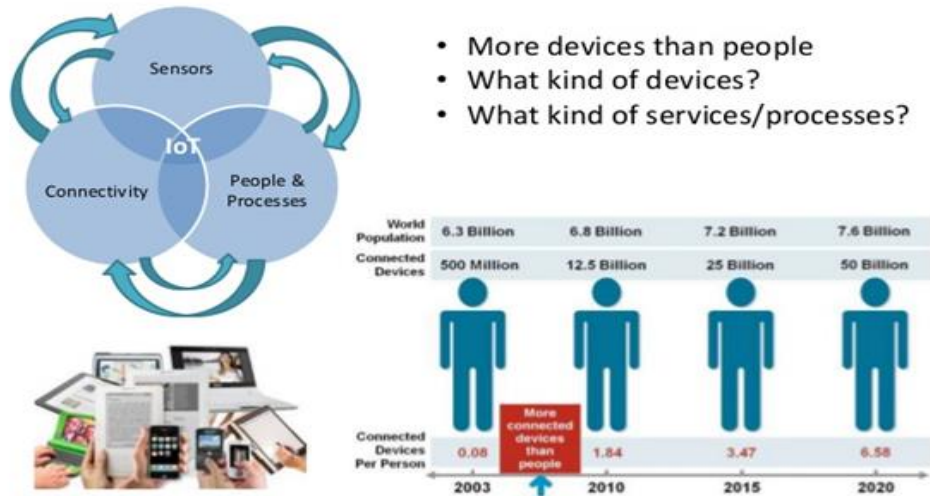 Sensors
IoT
Connectivity
People &
Processes
• More devices than people
• What kind of devices?
• What kind of services/processes?
World
Population
6.3 Billion
6.8 Billion
7.2 Billion
7.6 Billion
Connected
Devices
500 Million
12.5 Billion
25 Billion
50 Billion
More
connected
devices
than
people
Connected
Devices
Per Person
0.08
1.84
3.47
6.58
2003
2010
2015
2020